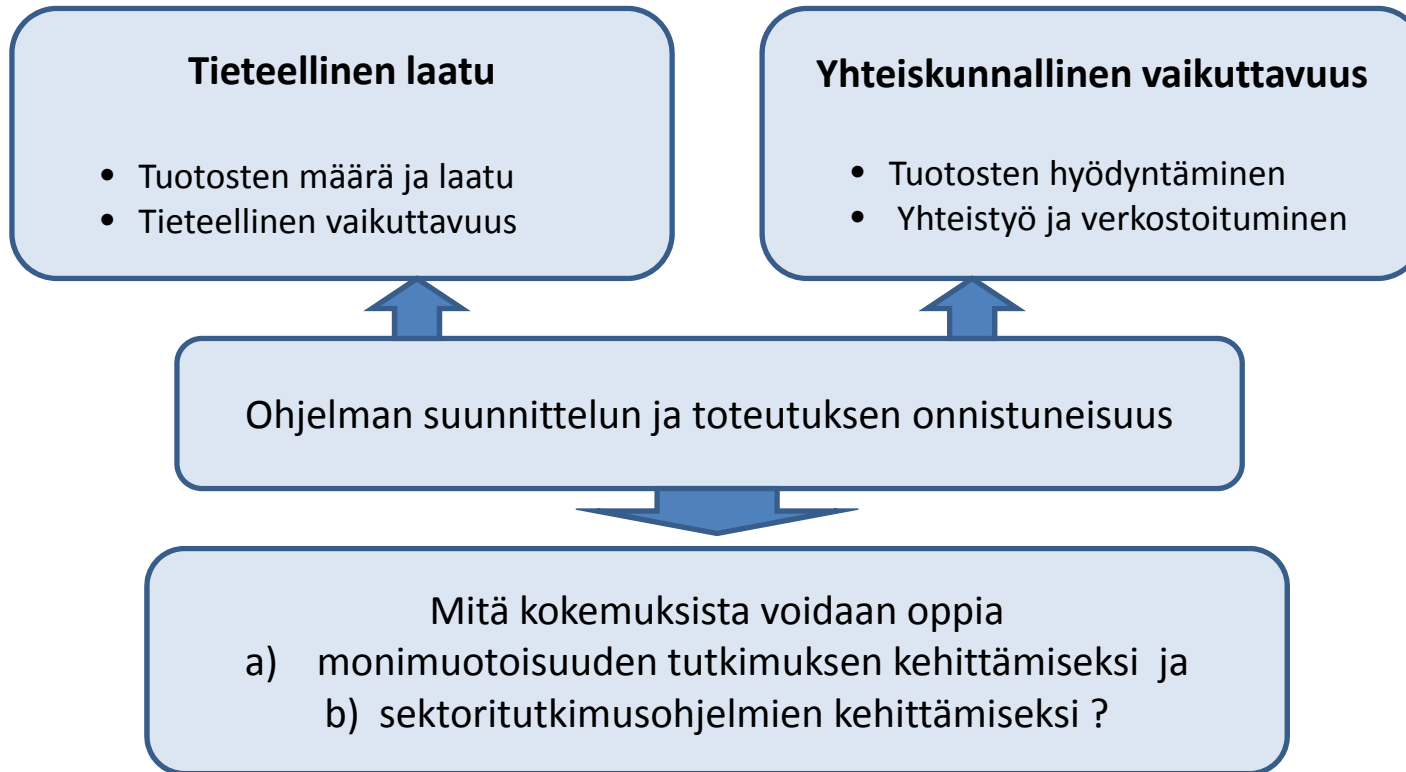 Tieteellinen laatu
• Tuotosten määrä ja laatu
• Tieteellinen vaikuttavuus
Yhteiskunnallinen vaikuttavuus
• Tuotosten hyödyntäminen
• Yhteistyö ja verkostoituminen
Ohjelman suunnittelun ja toteutuksen onnistuneisuus
Mitä kokemuksista voidaan oppia
a) monimuotoisuuden tutkimuksen kehittämiseksi ja
b) sektoritutkimusohjelmien kehittämiseksi ?